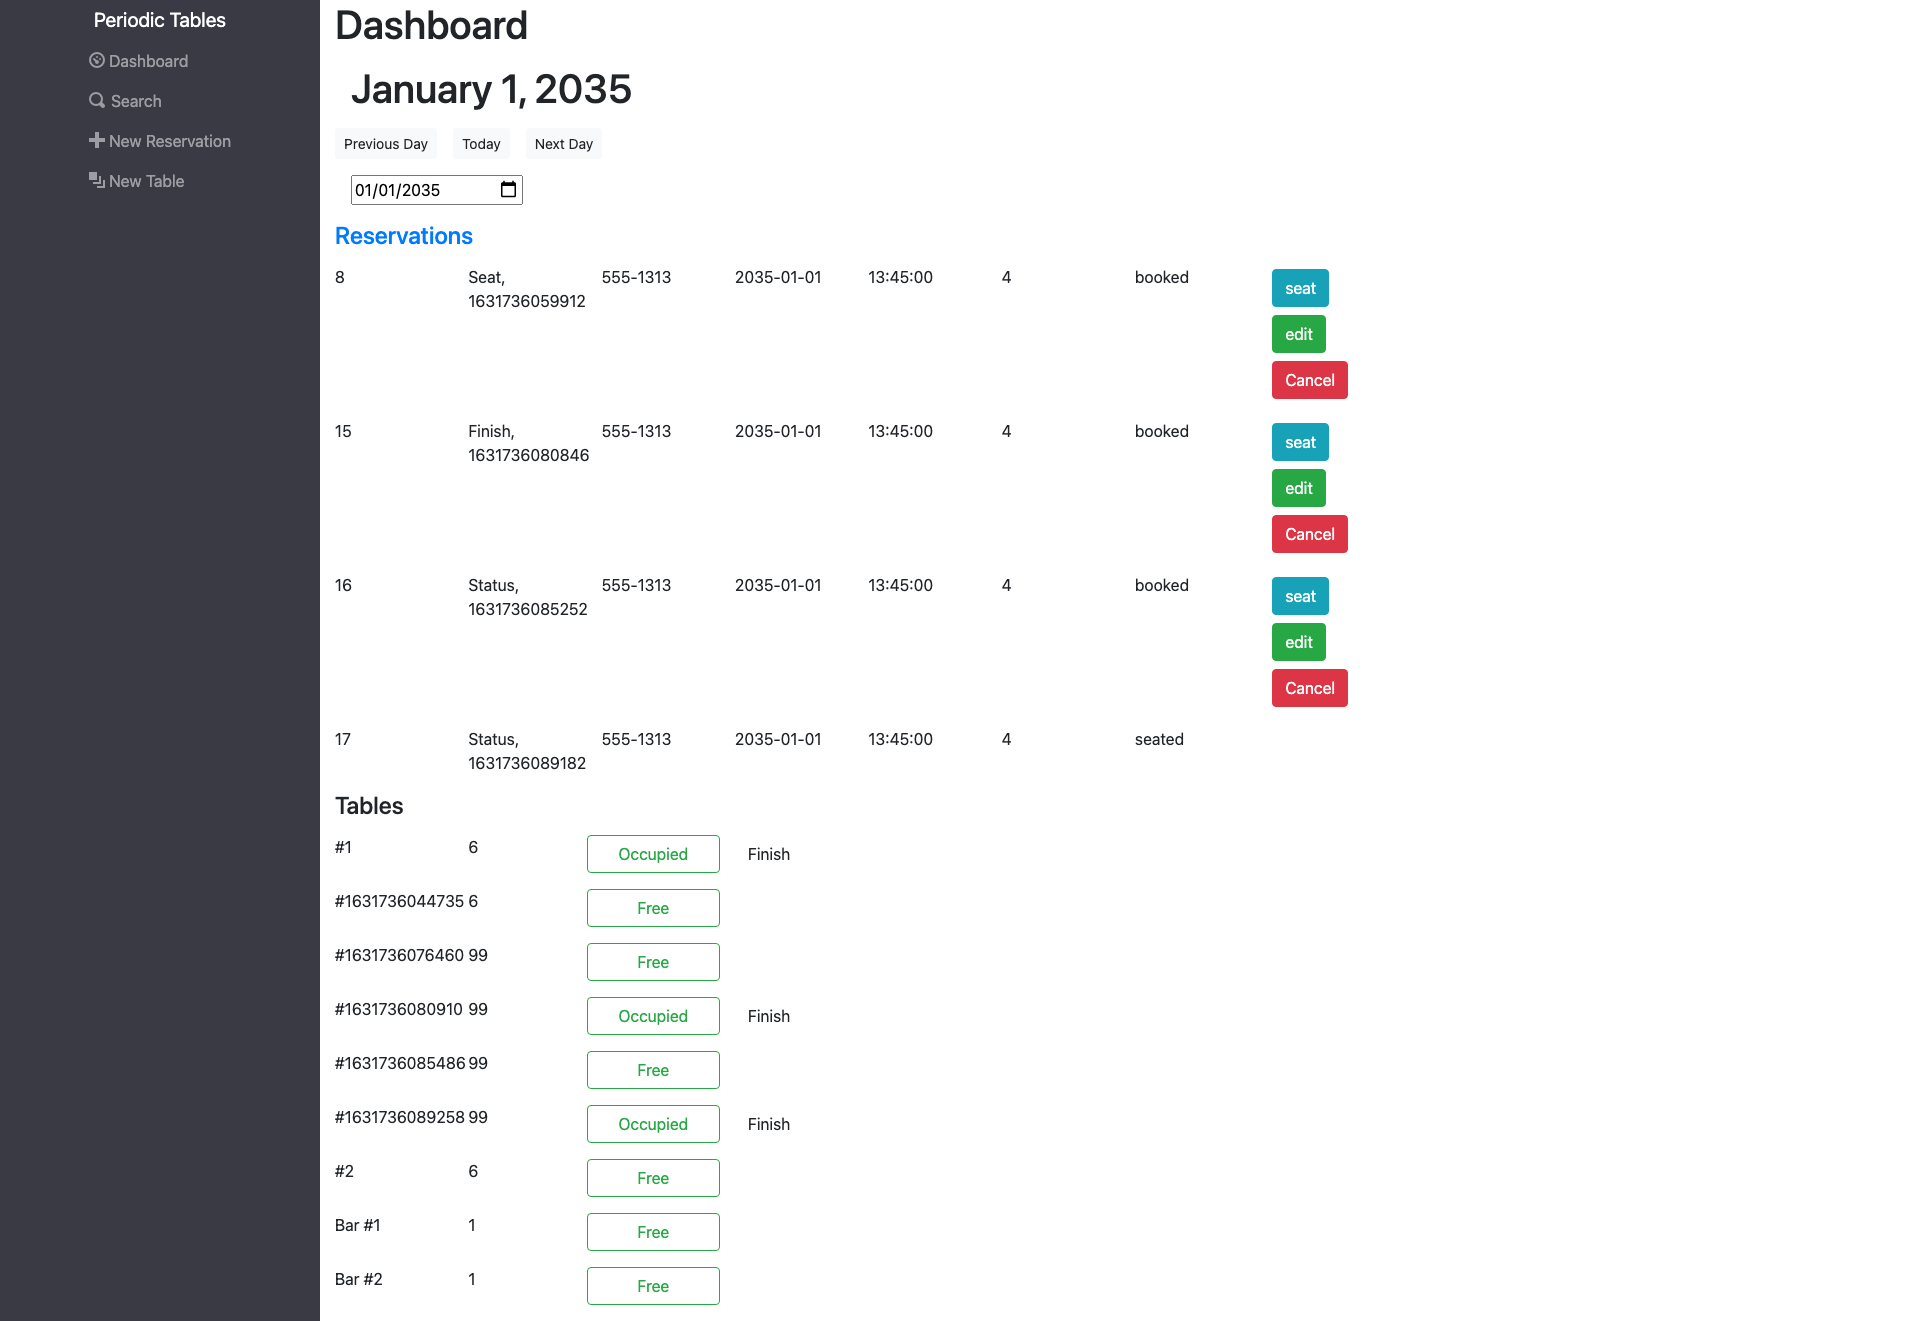 Periodic Tables
Dashboard
Search
New Reservation
New Table
Dashboard
January 1, 2035
Previous Day Today Next Day
01/01/2035
Reservations
8 Seat, 555-1313 2035-01-01 13:45:00 4 booked seat
1631736059912
edit
Cancel
15 Finish, 555-1313 2035-01-01 13:45:00 4 booked seat
1631736080846
edit
Cancel
16 Status, 555-1313 2035-01-01 13:45:00 4 booked seat
1631736085252
edit
Cancel
17 Status, 555-1313 2035-01-01 13:45:00 4 seated
1631736089182
Tables
#1 6 Occupied Finish
#1631736044735 6 Free
#1631736076460 99 Free
#1631736080910 99 Occupied Finish
#1631736085486 99 Free
#1631736089258 99 Occupied Finish
#2 6 Free
Bar #1 1 Free
Bar #2 1 Free